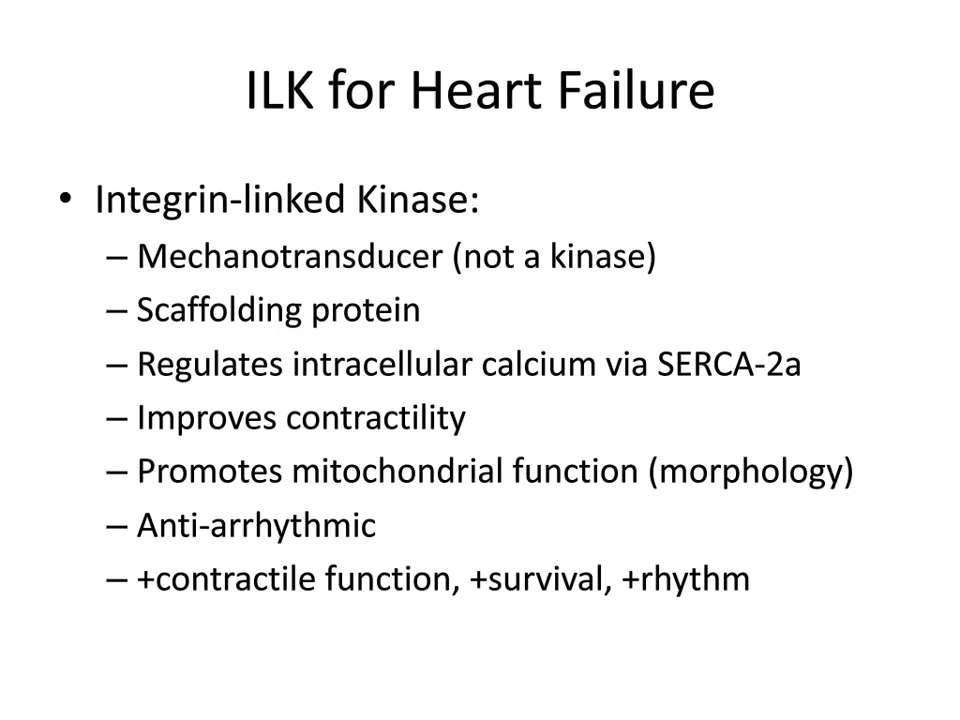 ILK for Heart Failure
• Integrin-linked Kinase:
– Mechanotransducer (not a kinase)
– Scaffolding protein
– Regulates intracellular calcium via SERCA-2a
– Improves contractility
– Promotes mitochondrial function (morphology)
– Anti-arrhythmic
– +contractile function, +survival, +rhythm